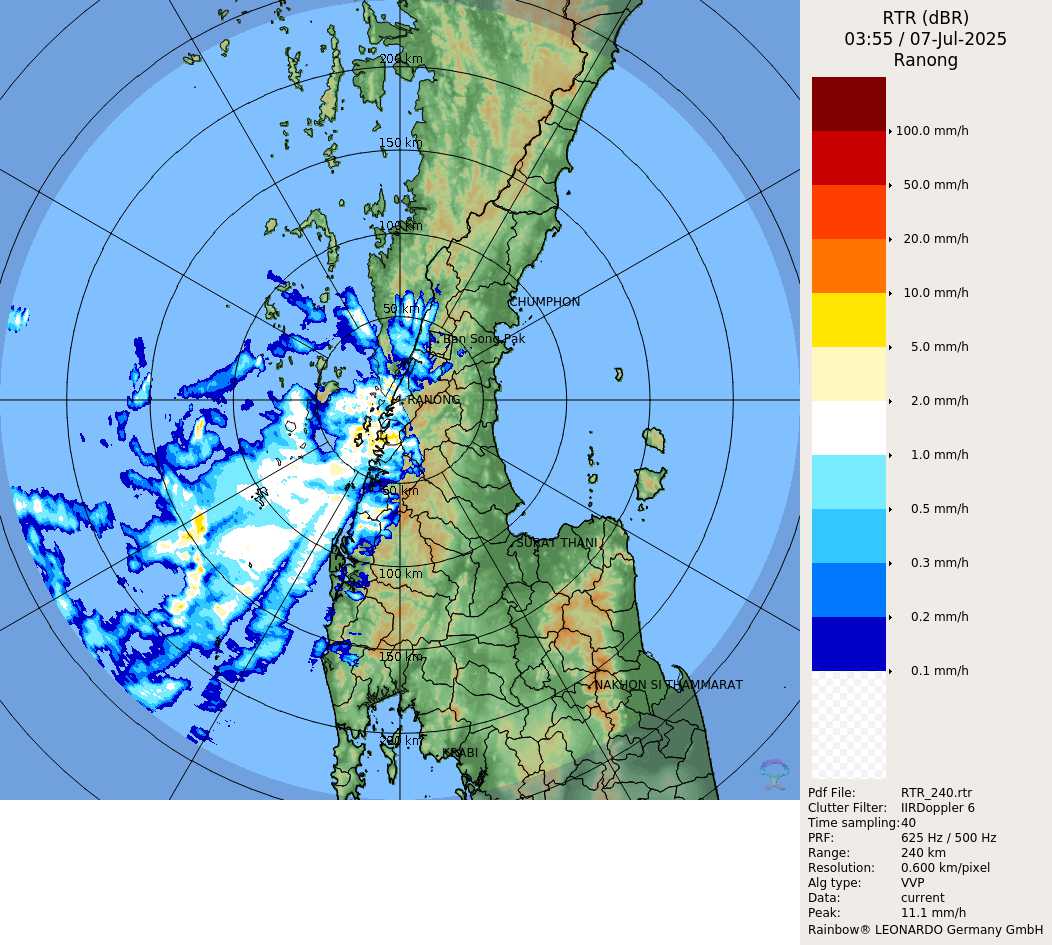 RTR (dBR)
03:55 / 07-Jul-2025
Ranong
100.0 mm/h
50.0 mm/h
20.0 mm/h
10.0 mm/h
5.0 mm/h
2.0 mm/h
1.0 mm/h
0.5 mm/h
0.3 mm/h
0.2 mm/h
0.1 mm/h
Pdf File: RTR_240.rtr
Clutter Filter: IIRDoppler 6
Time sampling: 40
PRF: 625 Hz / 500 Hz
Range: 240 km
Resolution: 0.600 km/pixel
Alg type: VVP
Data: current
Peak: 11.1 mm/h
Rainbow® LEONARDO Germany GmbH
200 km
150 km
100 km
CHUMPHON
50 km
Ban Song Pak
RANONG
50 km
SURAT THANI
100 km
150 km
NAKHON SI THAMMARAT
200 km
KRABI